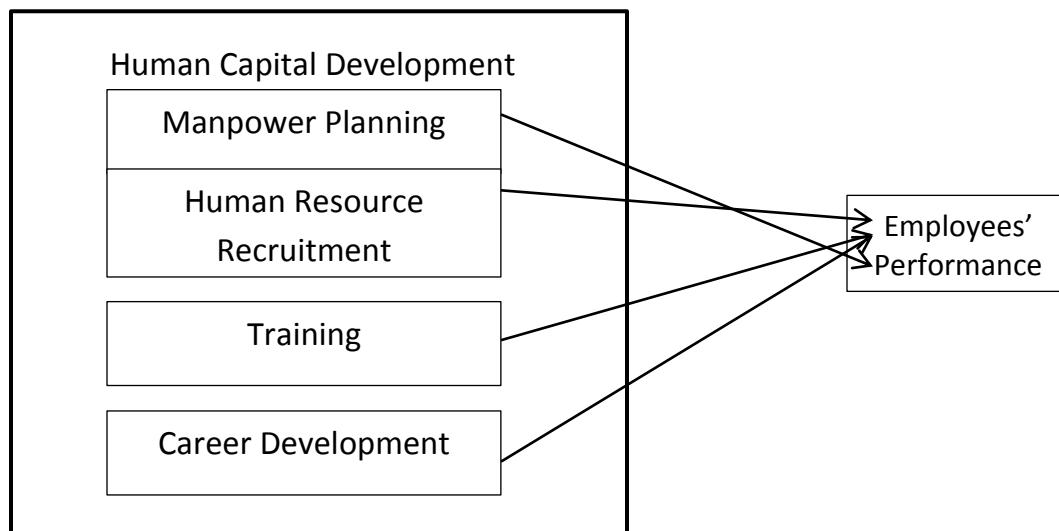 Human Capital Development
Manpower Planning
Human Resource
Recruitment
Training
Career Development
Employees’
Performance